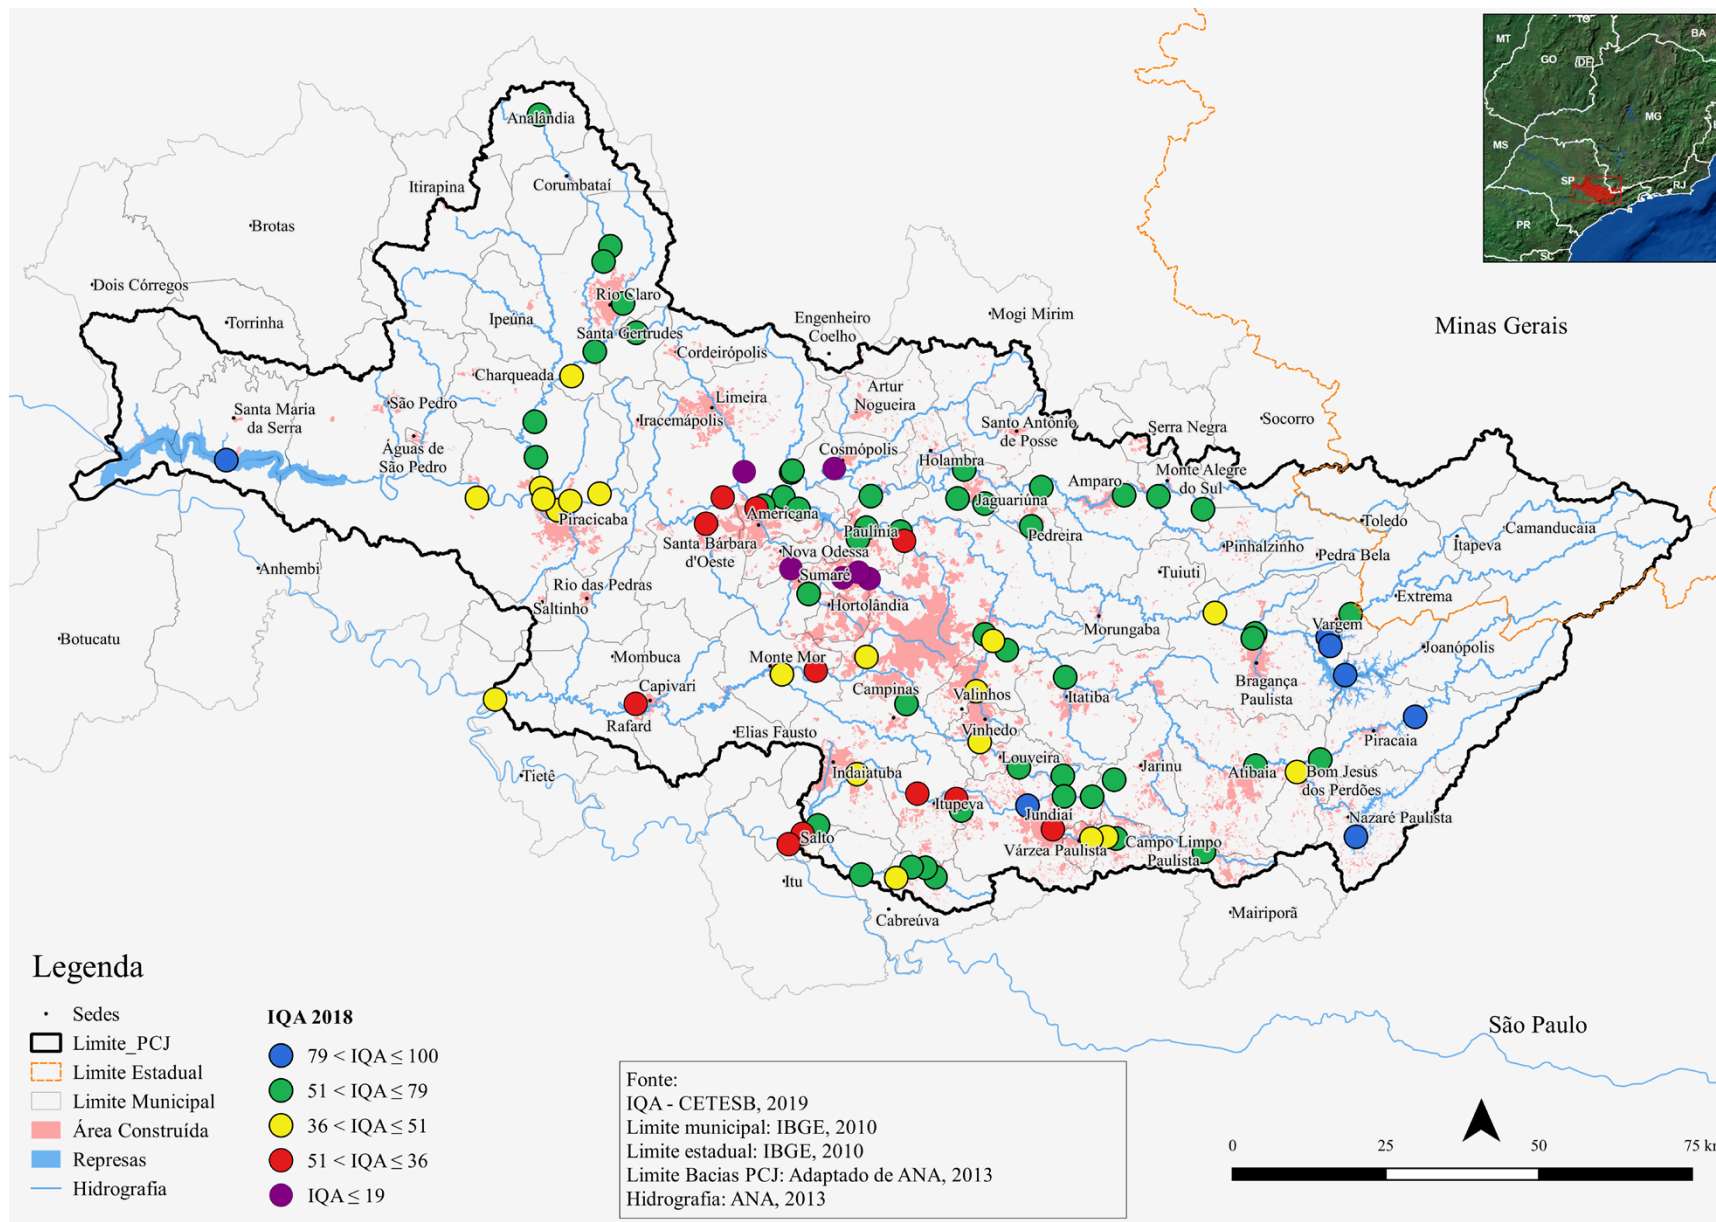 MT
GO
DF
TO
BA
MG
MS
SP
RJ
PR
SC
Analândia
Corumbataí
Itirapina
Brotas
Dois Córregos
Torrinha
Rio Claro
Ipeúna
Santa Gertrudes
Cordeirópolis
Charqueada
Engenheiro
Coelho
Mogi Mirim
Minas Gerais
Artur
Nogueira
Limeira
Iracemápolis
São Pedro
Santa Maria
da Serra
Águas de
São Pedro
Santo Antônio
de Posse
Serra Negra
Socorro
Cosmópolis
Holambra
Monte Alegre
do Sul
Amparo
Jaguariúna
Piracicaba
Americana
Paulínia
Pedreira
Toledo
Camanducaia
Itapeva
Santa Bárbara
d'Oeste
Nova Odessa
Pinhalzinho
Pedra Bela
Anhembi
Rio das Pedras
Saltinho
Sumaré
Hortolândia
Tuiuti
Extrema
Vargem
Botucatu
Morungaba
Joanópolis
Mombuca
Monte Mor
Capivari
Campinas
Valinhos
Itatiba
Bragança
Paulista
Rafard
Elias Fausto
Vinhedo
Piracaia
Tietê
Indaiatuba
Louveira
Jarinu
Atibaia
Bom Jesus
dos Perdões
Itupeva
Jundiaí
Nazaré Paulista
Salto
Várzea Paulista
Campo Limpo
Paulista
Itu
Cabreúva
Mairiporã
São Paulo
Legenda
Sedes
Limite_PCJ
Limite Estadual
Limite Municipal
Área Construída
Represas
Hidrografia
IQA 2018
79 < IQA ≤ 100
51 < IQA ≤ 79
36 < IQA ≤ 51
51 < IQA ≤ 36
IQA ≤ 19
Fonte:
IQA - CETESB, 2019
Limite municipal: IBGE, 2010
Limite estadual: IBGE, 2010
Limite Bacias PCJ: Adaptado de ANA, 2013
Hidrografia: ANA, 2013
0 25 50 75